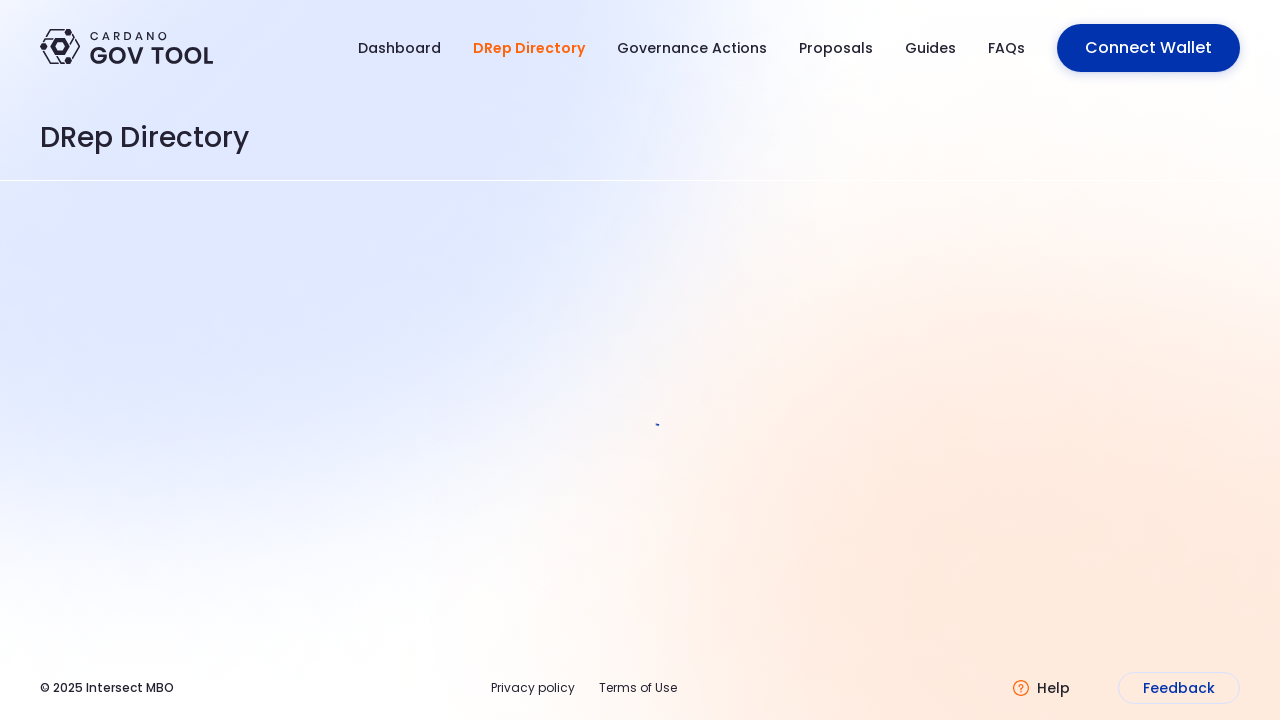 CARDANO
GOV TOOL
Dashboard
DRep Directory
Governance Actions
Proposals
Guides
FAQs
Connect Wallet
DRep Directory
© 2025 Intersect MBO
Privacy policy
Terms of Use
Help
Feedback